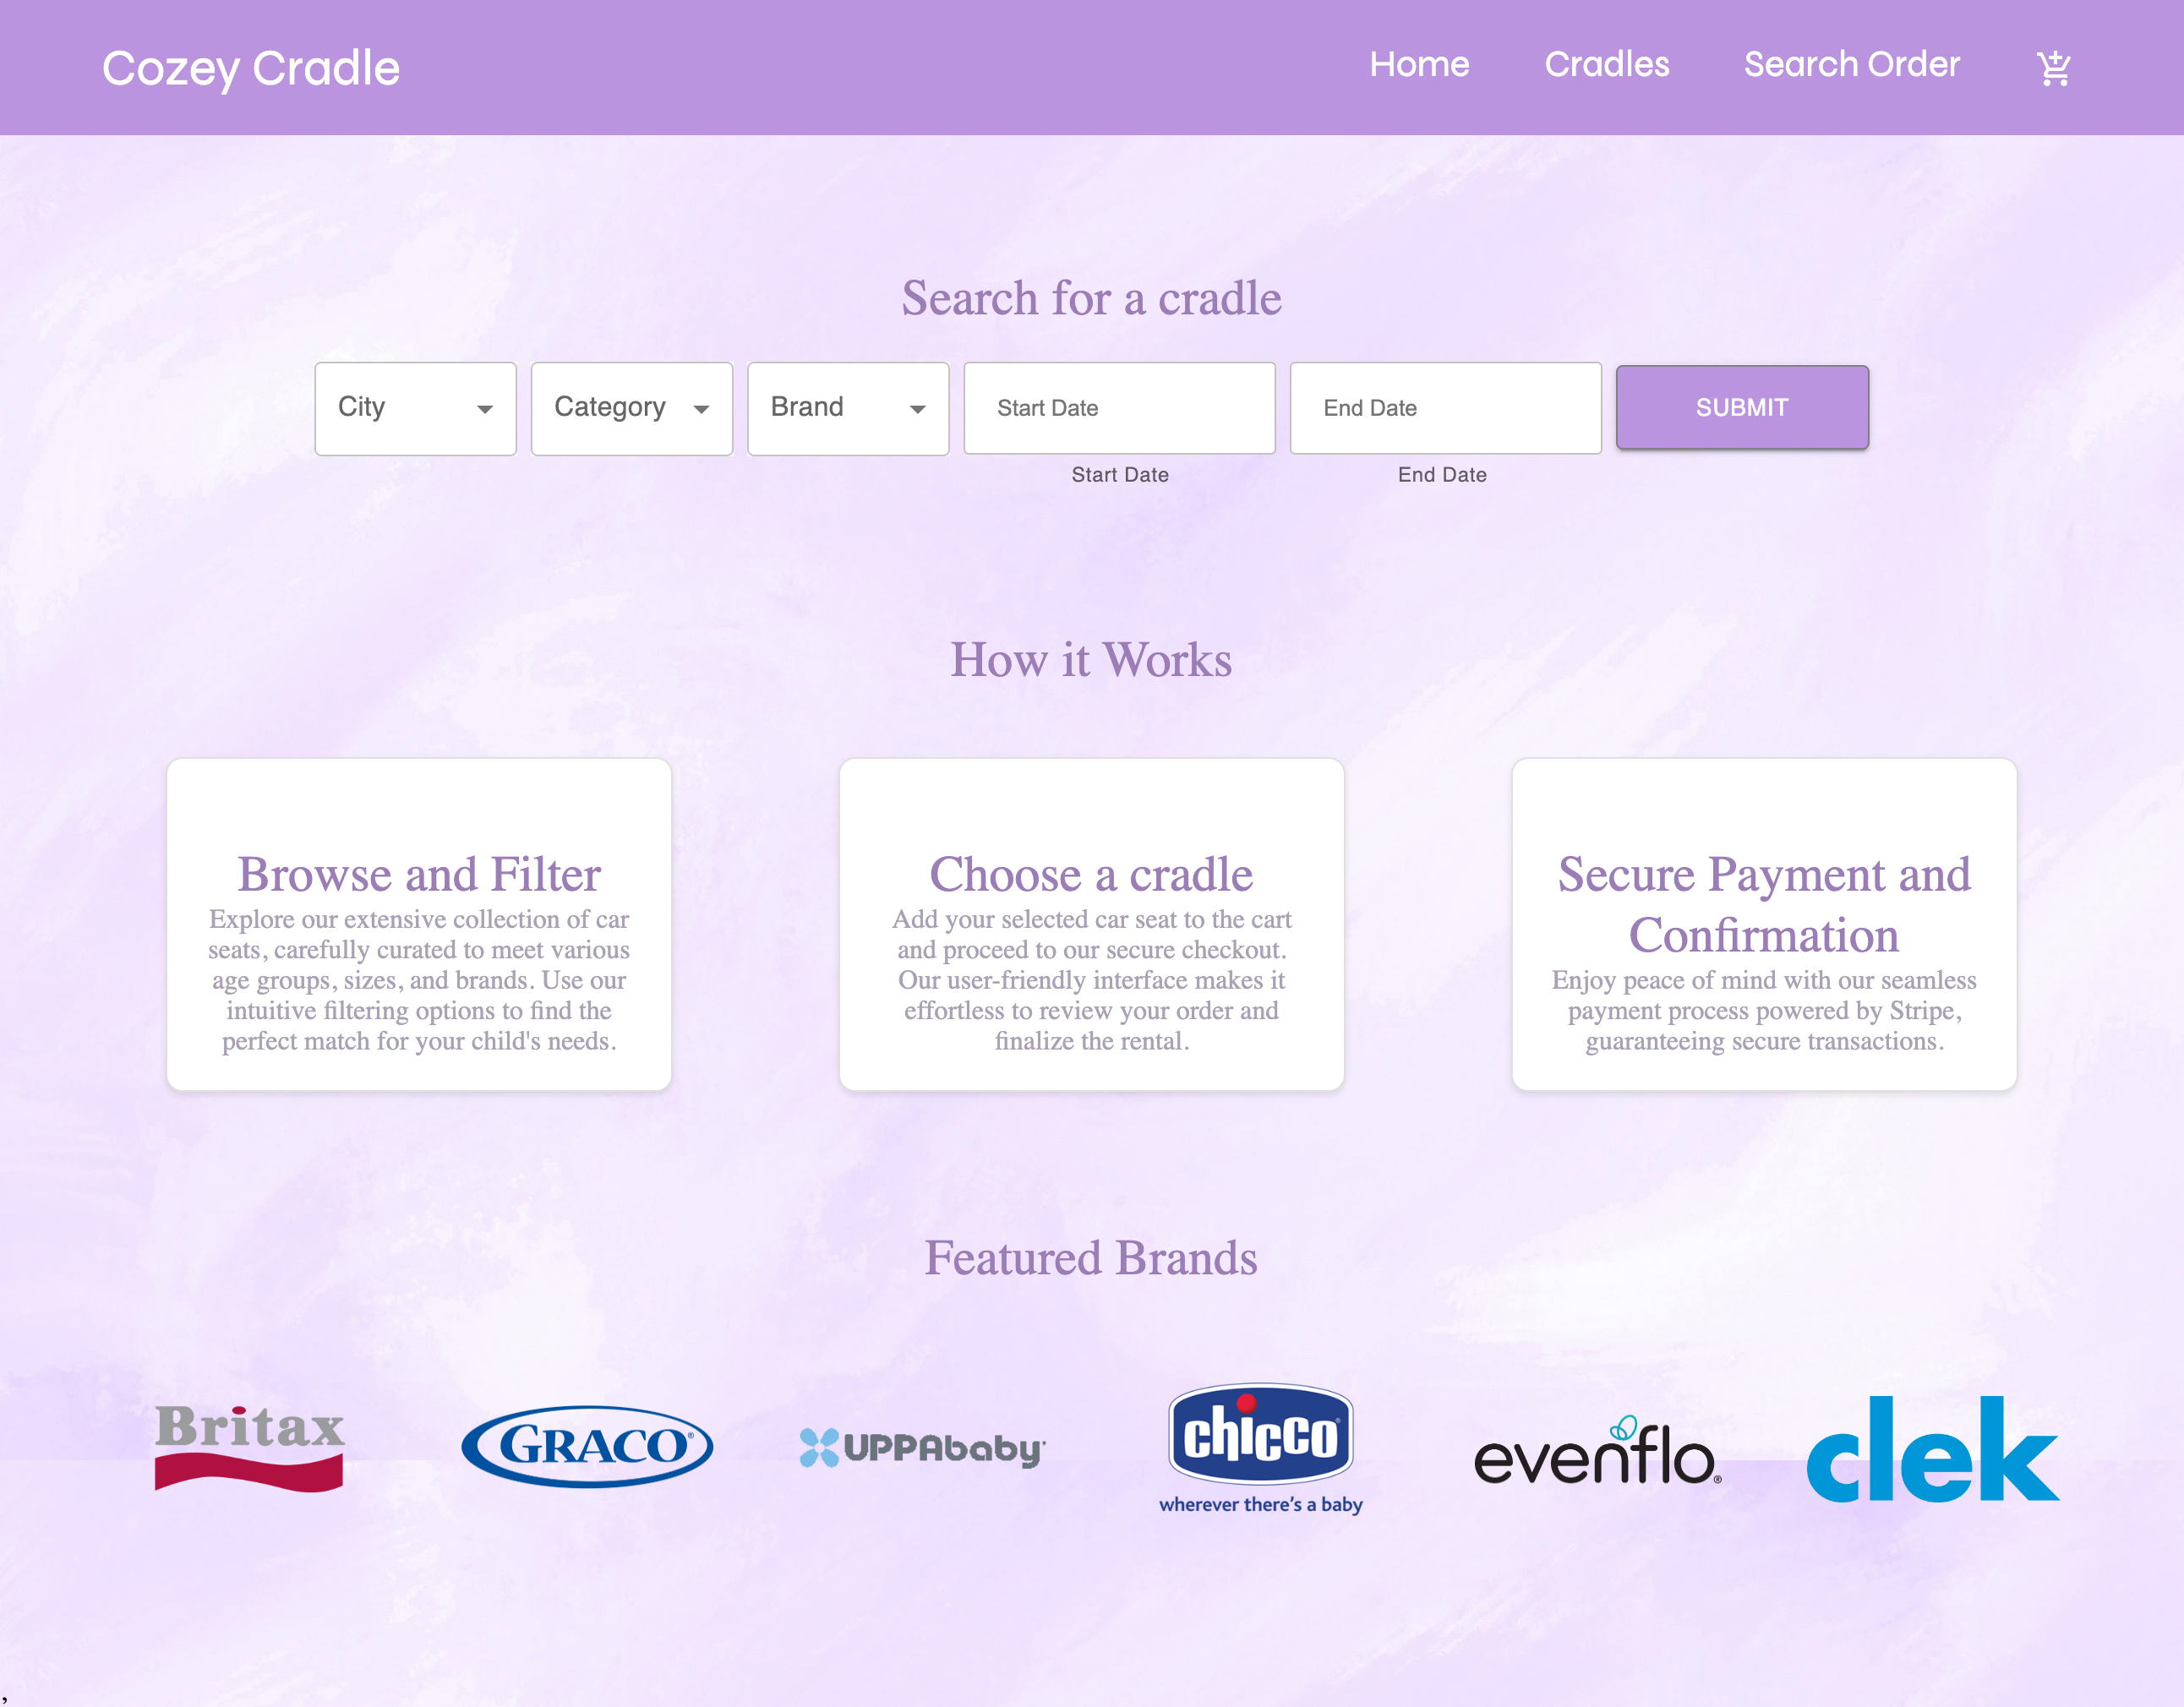 Cozey Cradle
Home
Cradles
Search Order
Search for a cradle
City
Category
Brand
Start Date
End Date
SUBMIT
Start Date
End Date
How it Works
Browse and Filter
Explore our extensive collection of car
seats, carefully curated to meet various
age groups, sizes, and brands. Use our
intuitive filtering options to find the
perfect match for your child's needs.
Choose a cradle
Add your selected car seat to the cart
and proceed to our secure checkout.
Our user-friendly interface makes it
effortless to review your order and
finalize the rental.
Secure Payment and
Confirmation
Enjoy peace of mind with our seamless
payment process powered by Stripe,
guaranteeing secure transactions.
Featured Brands
Britax
GRACO®
UPPAbaby
chicco
wherever there's a baby
evenflo®
clek
,